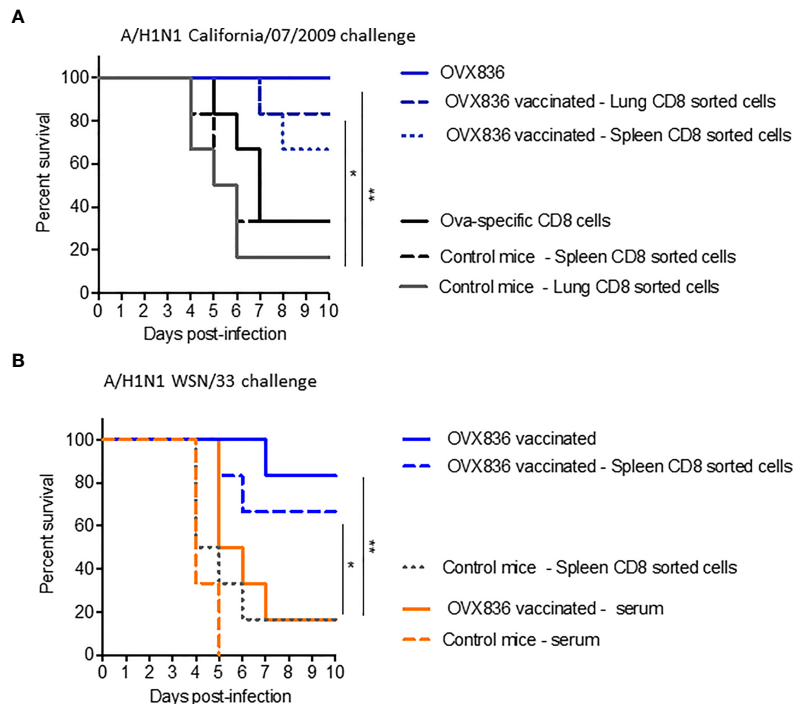 A
A/H1N1 California/07/2009 challenge
100
80
60
40
20
0
Percent survival
0 1 2 3 4 5 6 7 8 9 10
Days post-infection
*
**
OVX836
OVX836 vaccinated - Lung CD8 sorted cells
OVX836 vaccinated - Spleen CD8 sorted cells
Ova-specific CD8 cells
Control mice - Spleen CD8 sorted cells
Control mice - Lung CD8 sorted cells
B
A/H1N1 WSN/33 challenge
100
80
60
40
20
0
Percent survival
0 1 2 3 4 5 6 7 8 9 10
Days post-infection
*
**
OVX836 vaccinated
OVX836 vaccinated - Spleen CD8 sorted cells
Control mice - Spleen CD8 sorted cells
OVX836 vaccinated - serum
Control mice - serum